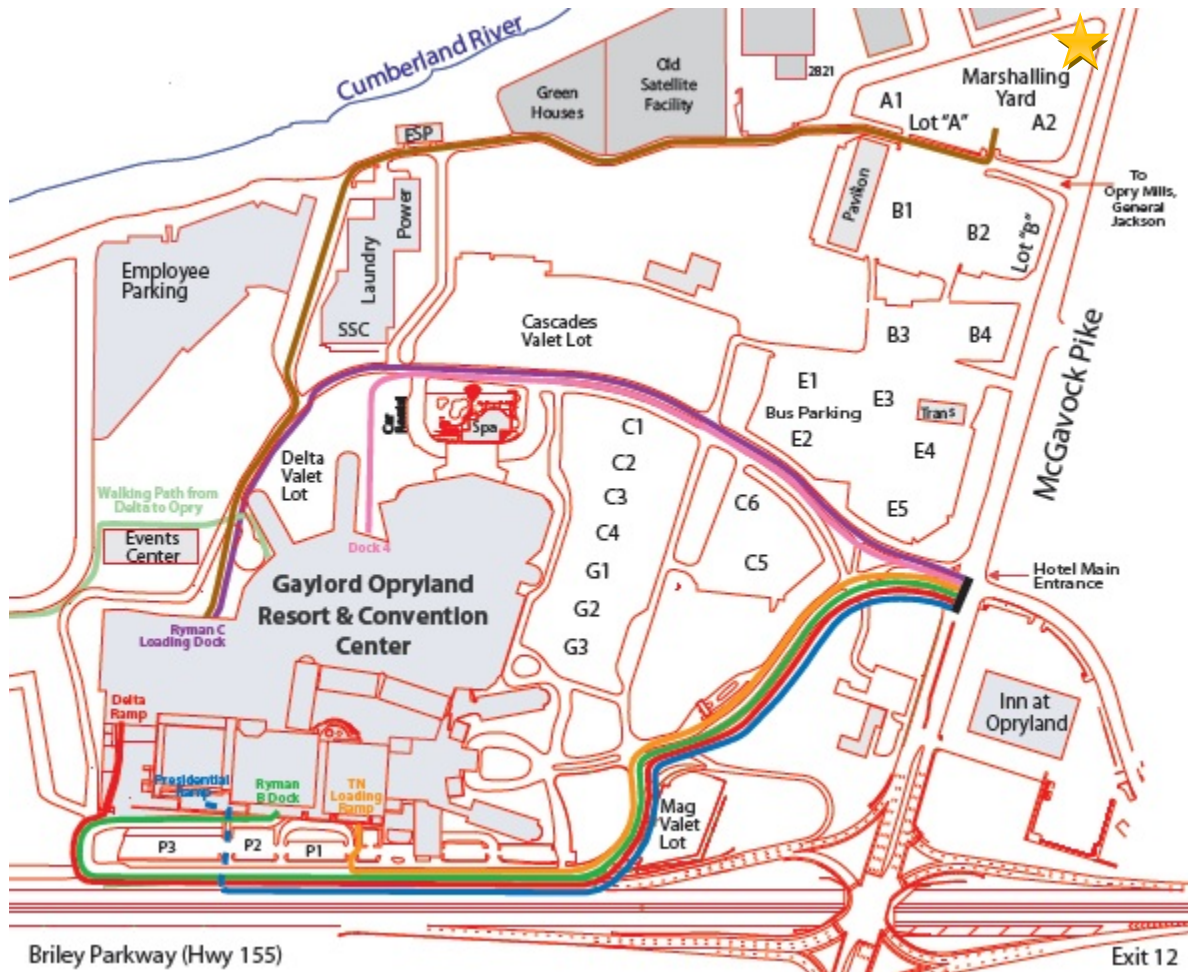 Cumberland River
Green
Houses
Old
Satellite
Facility
2821
Marshalling
Yard
A1
Lot "A"
A2
ESP
To
Opry Mills,
General
Jackson
Pavilion
B1
B2
Lot "B"
Power
Laundry
SSC
Employee
Parking
Cascades
Valet Lot
B3
B4
McGavock Pike
E1
Bus Parking
E2
E3
Trans
E4
E5
Car
Rental
Spa
C1
C2
C3
C4
G1
G2
G3
C6
C5
Delta
Valet
Lot
Walking Path from
Delta to Opry
Events
Center
Dock 4
Gaylord Opryland
Resort & Convention
Center
Ryman C
Loading Dock
Hotel Main
Entrance
Inn at
Opryland
Delta
Ramp
Presidential
Ramp
Ryman
B Dock
TN
Loading
Ramp
Mag
Valet
Lot
P3
P2
P1
Briley Parkway (Hwy 155)
Exit 12